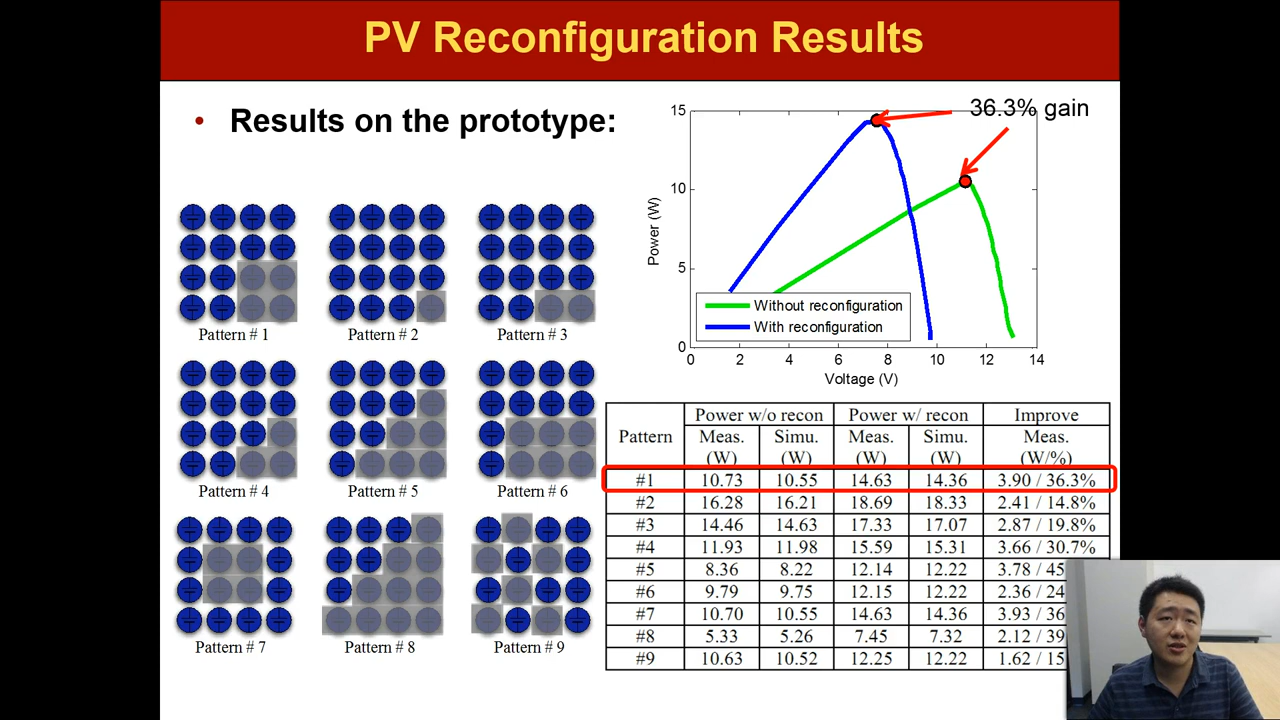 PV Reconfiguration Results
• Results on the prototype:
36.3% gain
15
10
5
0
Power (W)
0 2 4 6 8 10 12 14
Voltage (V)
Without reconfiguration
With reconfiguration
Pattern # 1 Pattern # 2 Pattern # 3
Pattern # 4 Pattern # 5 Pattern # 6
Pattern # 7 Pattern # 8 Pattern # 9
Pattern Power w/o recon Power w/ recon Improve
Meas. Simu. Meas. Simu. Meas.
(W) (W) (W) (W) (W/%)
#1 10.73 10.55 14.63 14.36 3.90 / 36.3%
#2 16.28 16.21 18.69 18.33 2.41 / 14.8%
#3 14.46 14.63 17.33 17.07 2.87 / 19.8%
#4 11.93 11.98 15.59 15.31 3.66 / 30.7%
#5 8.36 8.22 12.14 12.22 3.78 / 45
#6 9.79 9.75 12.15 12.22 2.36 / 24
#7 10.70 10.55 14.63 14.36 3.93 / 36
#8 5.33 5.26 7.45 7.32 2.12 / 39
#9 10.63 10.52 12.25 12.22 1.62 / 15